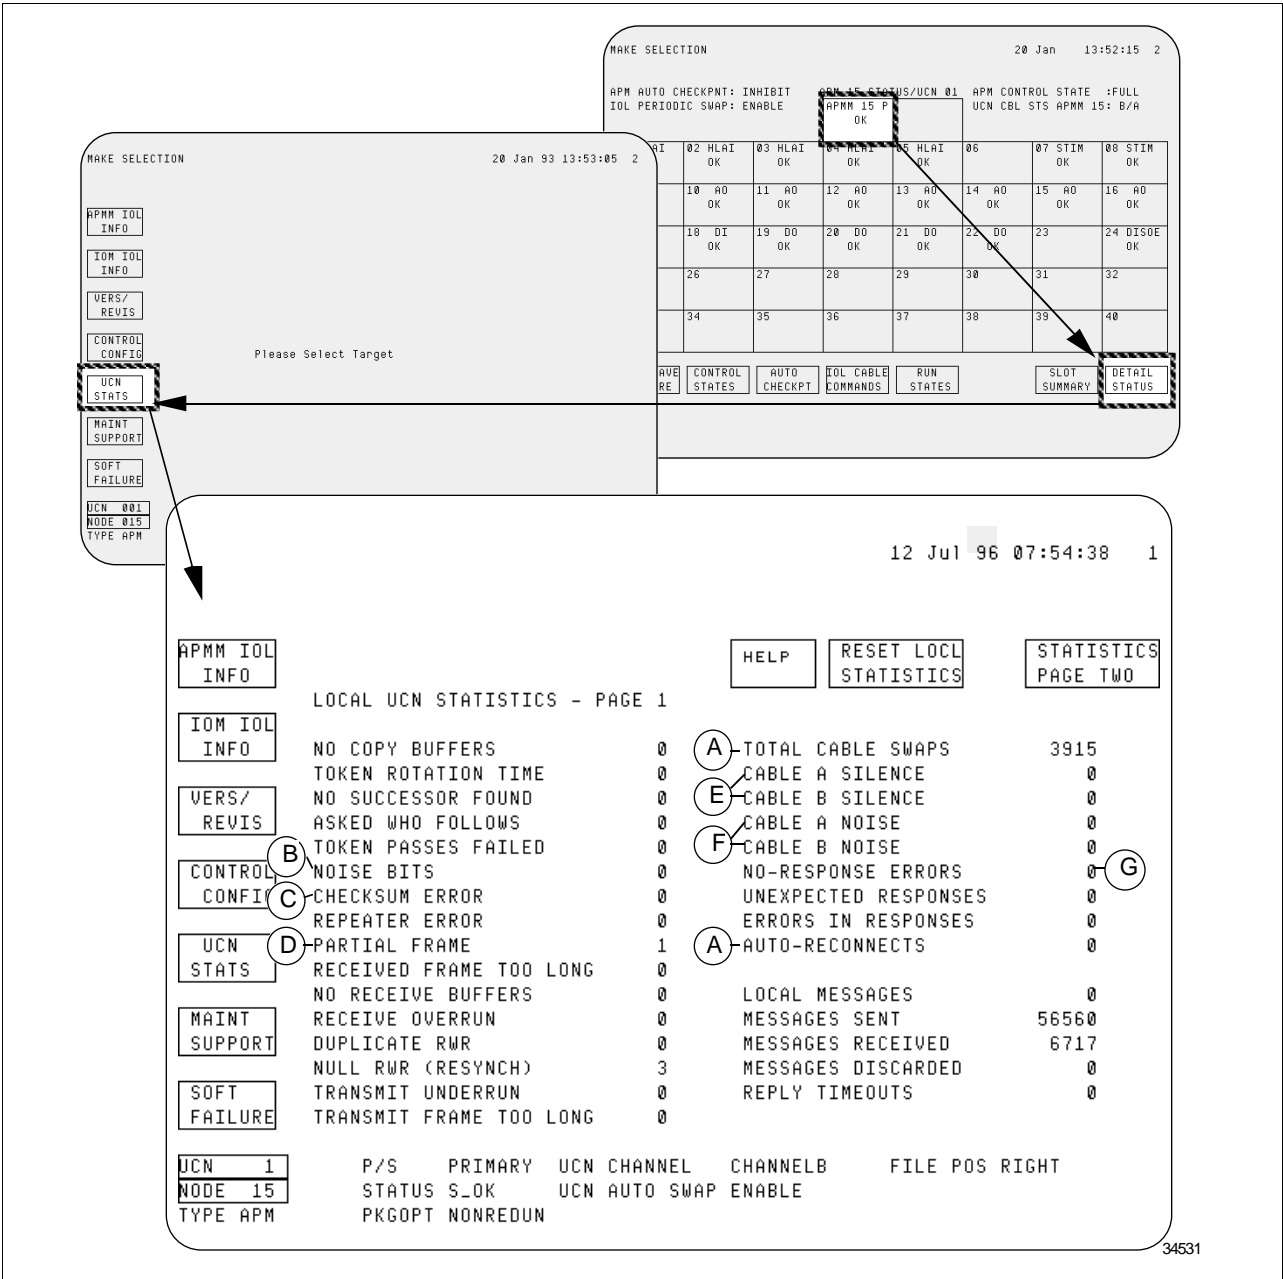 MAKE SELECTION 20 Jan 13:52:15 2
APM AUTO CHECKPNT: INHIBIT APM 15 STATUS/UCN 01 APM CONTROL STATE :FULL
IOL PERIODIC SWAP: ENABLE APMM 15 P UCN CBL STS APMM 15: B/A
OK
AI 02 HLAI 03 HLAI 04 HLAI 05 HLAI 06 07 STIM 08 STIM
OK OK OK OK OK OK
10 AO 11 AO 12 AO 13 AO 14 AO 15 AO 16 AO
OK OK OK OK OK OK OK
18 DI 19 DO 20 DO 21 DO 22 DO 23 24 DISOE
OK OK OK OK OK OK
26 27 28 29 30 31 32
34 35 36 37 38 39 40
AVE CONTROL AUTO IOL CABLE RUN SLOT DETAIL
RE STATES CHECKPT COMMANDS STATES SUMMARY STATUS
MAKE SELECTION 20 Jan 93 13:53:05 2
APMM IOL
INFO
IOM IOL
INFO
VERS/
REVIS
CONTROL
CONFIG
Please Select Target
UCN
STATS
MAINT
SUPPORT
SOFT
FAILURE
UCN 001
NODE 015
TYPE APM
12 Jul 96 07:54:38 1
APMM IOL HELP RESET LOCL STATISTICS
INFO STATISTICS PAGE TWO
LOCAL UCN STATISTICS - PAGE 1
IOM IOL
INFO NO COPY BUFFERS 0 A TOTAL CABLE SWAPS 3915
TOKEN ROTATION TIME 0 CABLE A SILENCE 0
VERS/ NO SUCCESSOR FOUND 0 E CABLE B SILENCE 0
REVIS ASKED WHO FOLLOWS 0 CABLE A NOISE 0
TOKEN PASSES FAILED 0 F CABLE B NOISE 0
CONTROL B NOISE BITS 0 NO-RESPONSE ERRORS 0 G
CONFI C CHECKSUM ERROR 0 UNEXPECTED RESPONSES 0
REPEATER ERROR 0 ERRORS IN RESPONSES 0
UCN D PARTIAL FRAME 1 A AUTO-RECONNECTS 0
STATS RECEIVED FRAME TOO LONG 0
NO RECEIVE BUFFERS 0 LOCAL MESSAGES 0
MAINT RECEIVE OVERRUN 0 MESSAGES SENT 56560
SUPPORT DUPLICATE RWR 0 MESSAGES RECEIVED 6717
NULL RWR (RESYNCH) 3 MESSAGES DISCARDED 0
SOFT TRANSMIT UNDERRUN 0 REPLY TIMEOUTS 0
FAILURE TRANSMIT FRAME TOO LONG 0
UCN 1 P/S PRIMARY UCN CHANNEL CHANNELB FILE POS RIGHT
NODE 15 STATUS S_OK UCN AUTO SWAP ENABLE
TYPE APM PKGOPT NONREDUN
34531